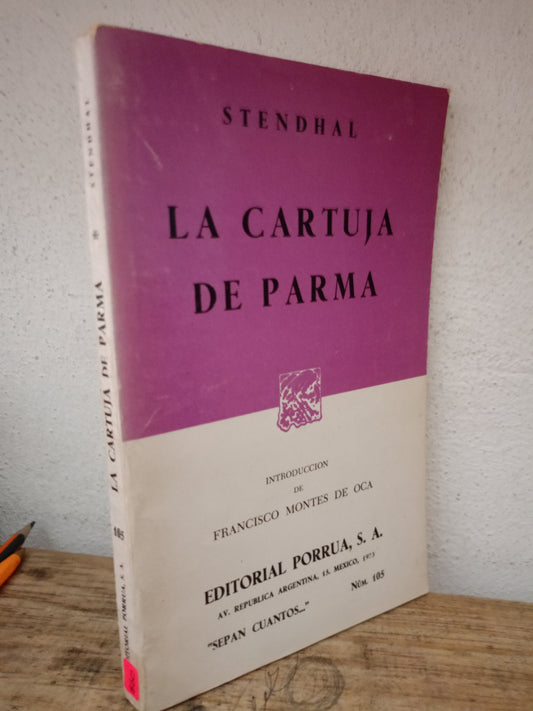 STENDHAL
LA CARTUJA
DE PARMA
INTRODUCCION
DE
FRANCISCO MONTES DE OCA
EDITORIAL PORRUA, S. A.
AV. REPUBLICA ARGENTINA, 15. MEXICO, 1973
"SEPAN CUANTOS..."
NÚM. 105
STENDHAL * LA CARTUJA DE PARMA 105 EDITORIAL PORRUA, S. A.